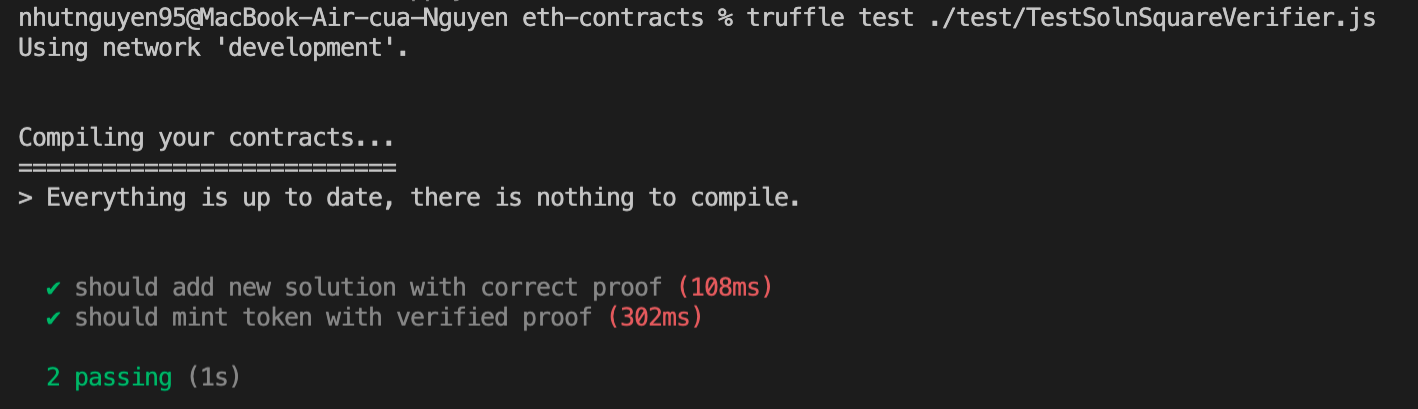 nhutnguyen95@MacBook-Air-cua-Nguyen eth-contracts % truffle test ./test/TestSolnSquareVerifier.js
Using network 'development'.
Compiling your contracts...
===========================
> Everything is up to date, there is nothing to compile.
✔ should add new solution with correct proof (108ms)
✔ should mint token with verified proof (302ms)
2 passing (1s)